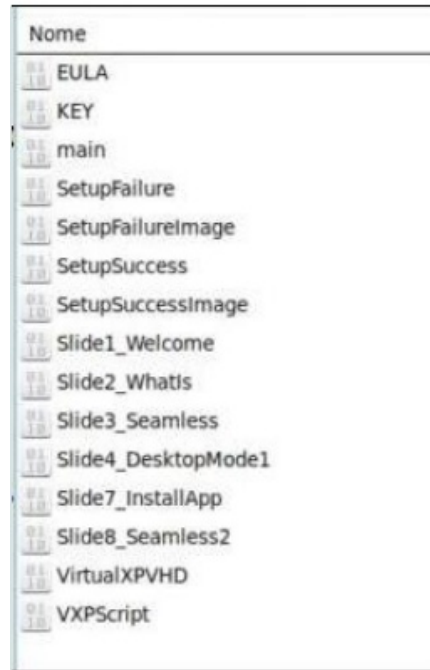 Nome
EULA
KEY
main
SetupFailure
SetupFailureImage
SetupSuccess
SetupSuccessImage
Slide1_Welcome
Slide2_WhatIs
Slide3_Seamless
Slide4_DesktopMode1
Slide7_InstallApp
Slide8_Seamless2
VirtualXPVHD
VXPScript